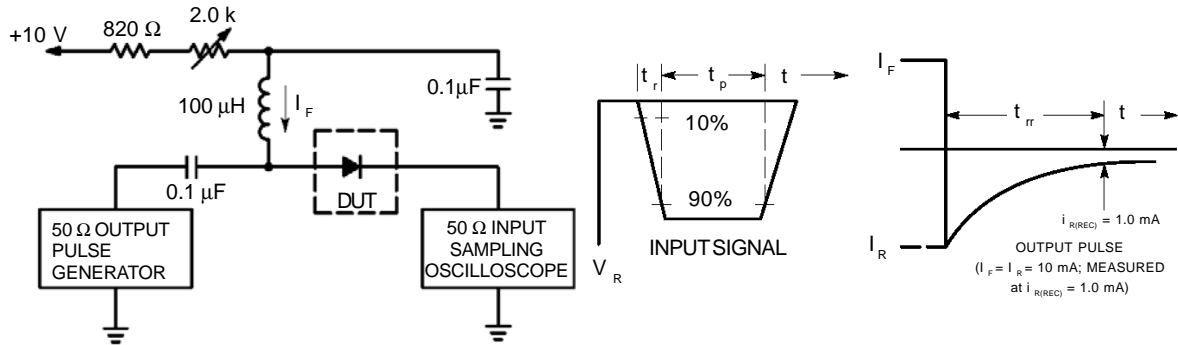 +10 V
820 Ω
2.0 k
100 μH
I F
0.1μF
0.1 μF
DUT
50 Ω OUTPUT
PULSE
GENERATOR
50 Ω INPUT
SAMPLING
OSCILLOSCOPE
t r
t p
t
10%
90%
V R
INPUT SIGNAL
I F
t rr
t
I R
i R(REC) = 1.0 mA
OUTPUT PULSE
(I F = I R = 10 mA; MEASURED
at i R(REC) = 1.0 mA)